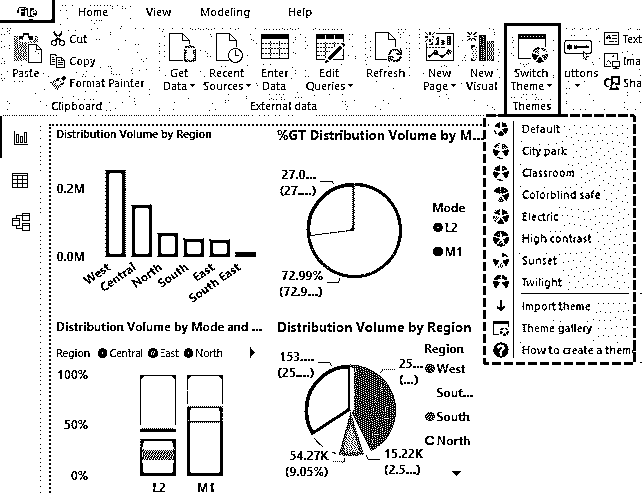 File Home View Modeling Help
Cut
Copy
Format Painter
Paste
Get Data
Recent Sources
Enter Data
Edit Queries
Refresh
New Page
New Visual
Switch Theme
uttons
Text
Ima
Sha
Clipboard External data Themes
Default
City park
Classroom
Colorblind safe
Electric
High contrast
Sunset
Twilight
Import theme
Theme gallery
How to create a them
Distribution Volume by Region
0.2M
0.0M
West Central North South East South East
%GT Distribution Volume by M...
27.0...
(27....)
72.99%
(72.9...)
Mode
L2
M1
Distribution Volume by Mode and ...
Region Central East North
100%
50%
0%
L2 M1
Distribution Volume by Region
153....
(25....)
25...
(...)
54.27K
(9.05%)
15.22K
(2.5...)
Region
West
Sout...
South
North